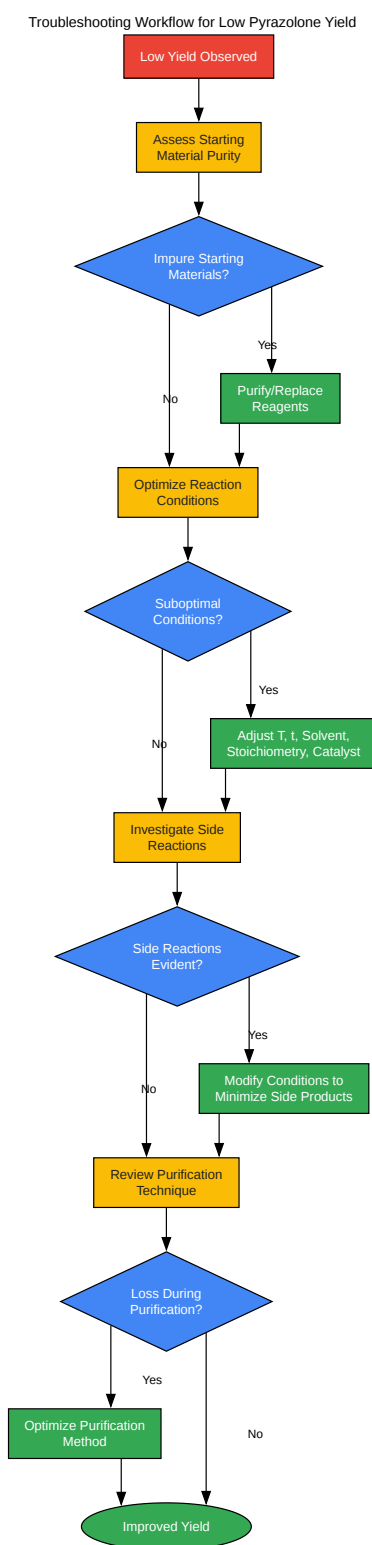 Troubleshooting Workflow for Low Pyrazolone Yield
Low Yield Observed
Assess Starting
Material Purity
Impure Starting
Materials?
Yes
No
Purify/Replace
Reagents
Optimize Reaction
Conditions
Suboptimal
Conditions?
Yes
No
Adjust T, t, Solvent,
Stoichiometry, Catalyst
Investigate Side
Reactions
Side Reactions
Evident?
Yes
No
Modify Conditions to
Minimize Side Products
Review Purification
Technique
Loss During
Purification?
Yes
No
Optimize Purification
Method
Improved Yield